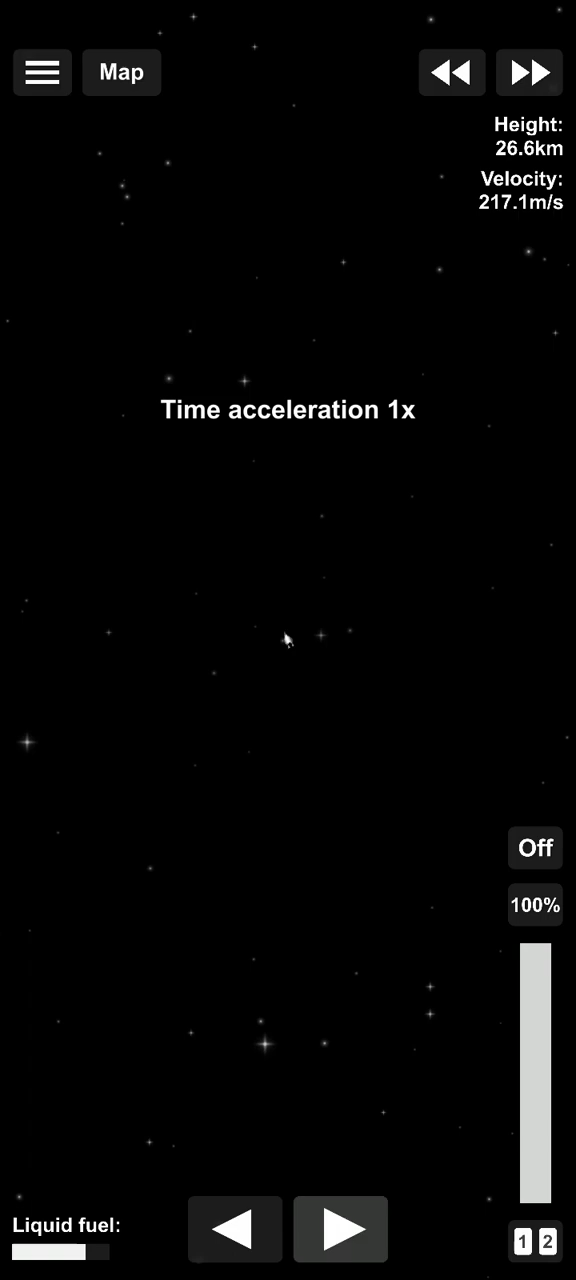 Map
Height:
26.6km
Velocity:
217.1m/s
Time acceleration 1x
Off
100%
Liquid fuel:
1 2